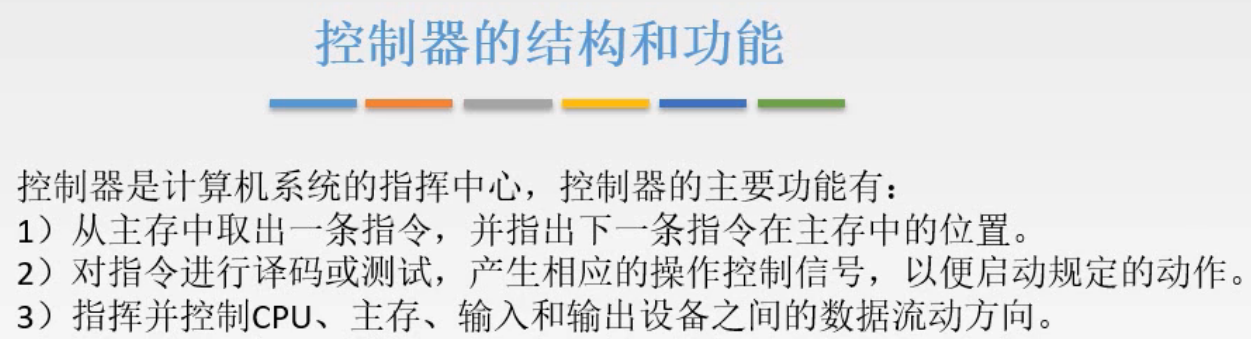 控制器的结构和功能
控制器是计算机系统的指挥中心，控制器的主要功能有：
1）从主存中取出一条指令，并指出下一条指令在主存中的位置。
2）对指令进行译码或测试，产生相应的操作控制信号，以便启动规定的动作。
3）指挥并控制CPU、主存、输入和输出设备之间的数据流动方向。